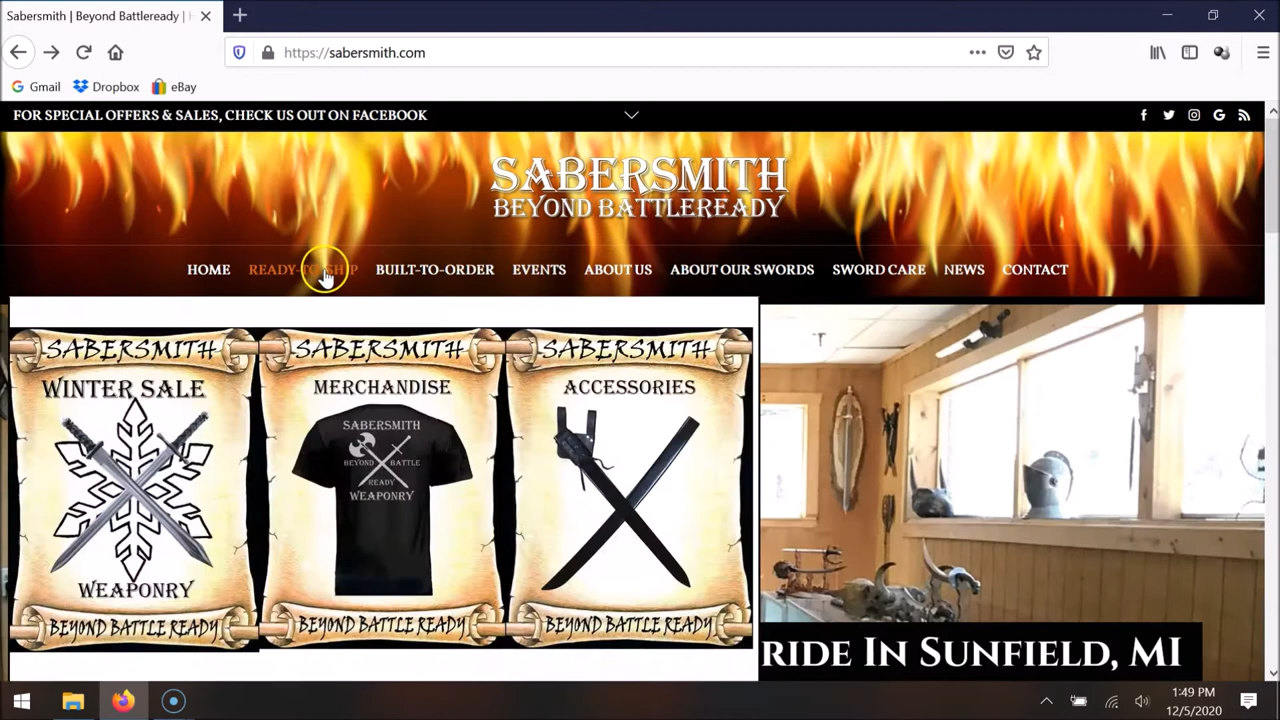 Sabersmith | Beyond Battleready |
https://sabersmith.com
Gmail Dropbox eBay
FOR SPECIAL OFFERS & SALES, CHECK US OUT ON FACEBOOK
SABERSMITH
BEYOND BATTLEREADY
HOME READY-TO-SHIP BUILT-TO-ORDER EVENTS ABOUT US ABOUT OUR SWORDS SWORD CARE NEWS CONTACT
SABERSMITH
WINTER SALE
WEAPONRY
BEYOND BATTLE READY
SABERSMITH
MERCHANDISE
SABERSMITH
BEYOND BATTLE
READY
WEAPONRY
BEYOND BATTLE READY
SABERSMITH
ACCESSORIES
BEYOND BATTLE READY
RIDE IN SUNFIELD, MI
1:49 PM
12/5/2020